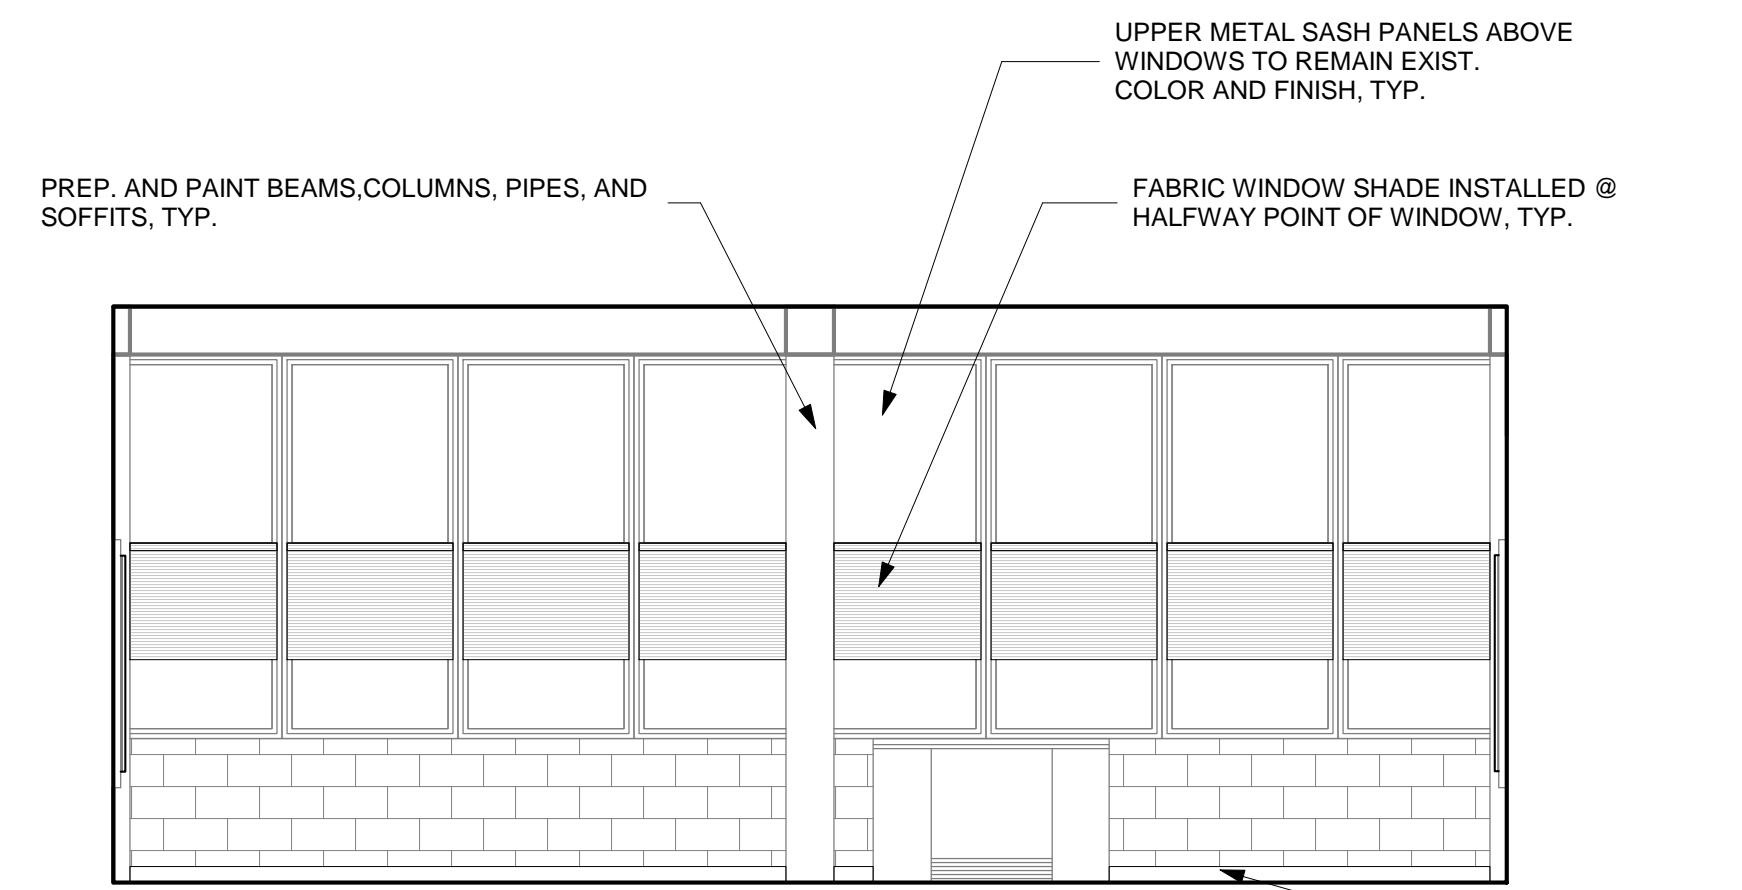 UPPER METAL SASH PANELS ABOVE
WINDOWS TO REMAIN EXIST.
COLOR AND FINISH, TYP.
PREP. AND PAINT BEAMS,COLUMNS, PIPES, AND
SOFFITS, TYP.
FABRIC WINDOW SHADE INSTALLED @
HALFWAY POINT OF WINDOW, TYP.